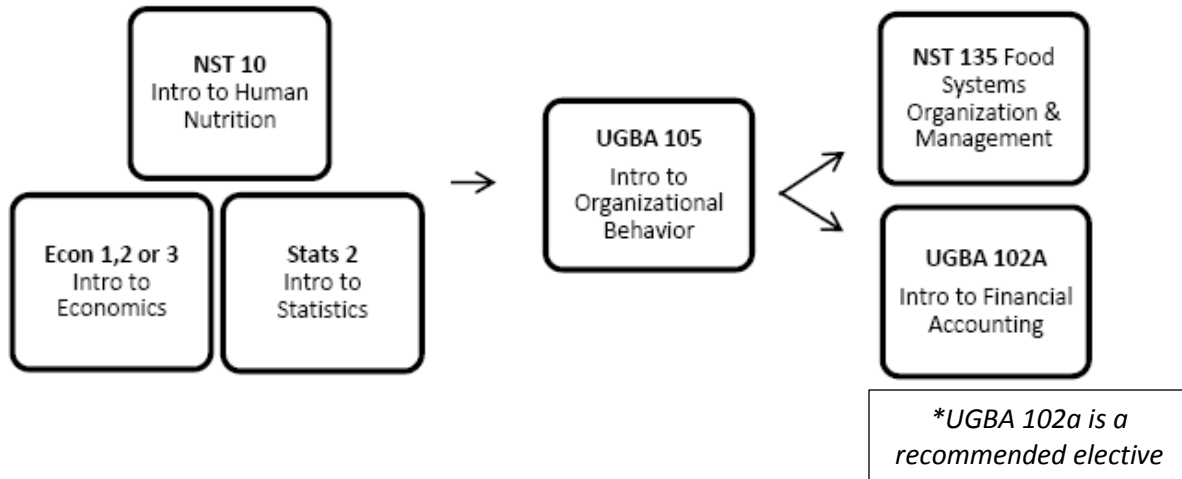 NST 10
Intro to Human
Nutrition
Econ 1,2 or 3
Intro to
Economics
Stats 2
Intro to
Statistics
UGBA 105
Intro to
Organizational
Behavior
NST 135 Food
Systems
Organization &
Management
UGBA 102A
Intro to Financial
Accounting
*UGBA 102a is a
recommended elective